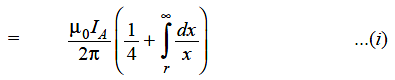 = μ₀I_A/2π (1/4 + ∫_r^∞ dx/x) ...(i)